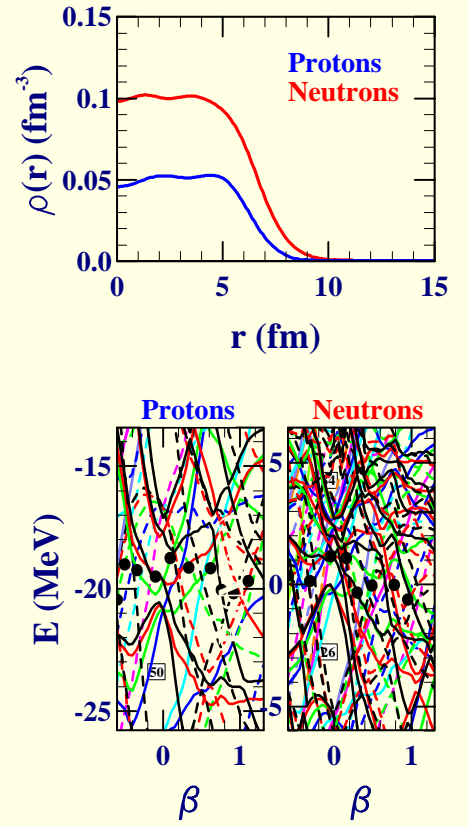 0.15
Protons
Neutrons
0.1
0.05
0.0
ρ(r) (fm⁻³)
0 5 10 15
r (fm)
Protons Neutrons
-15
-20
-25
E (MeV)
50
5
0
-5
26
0 1 0 1
β β